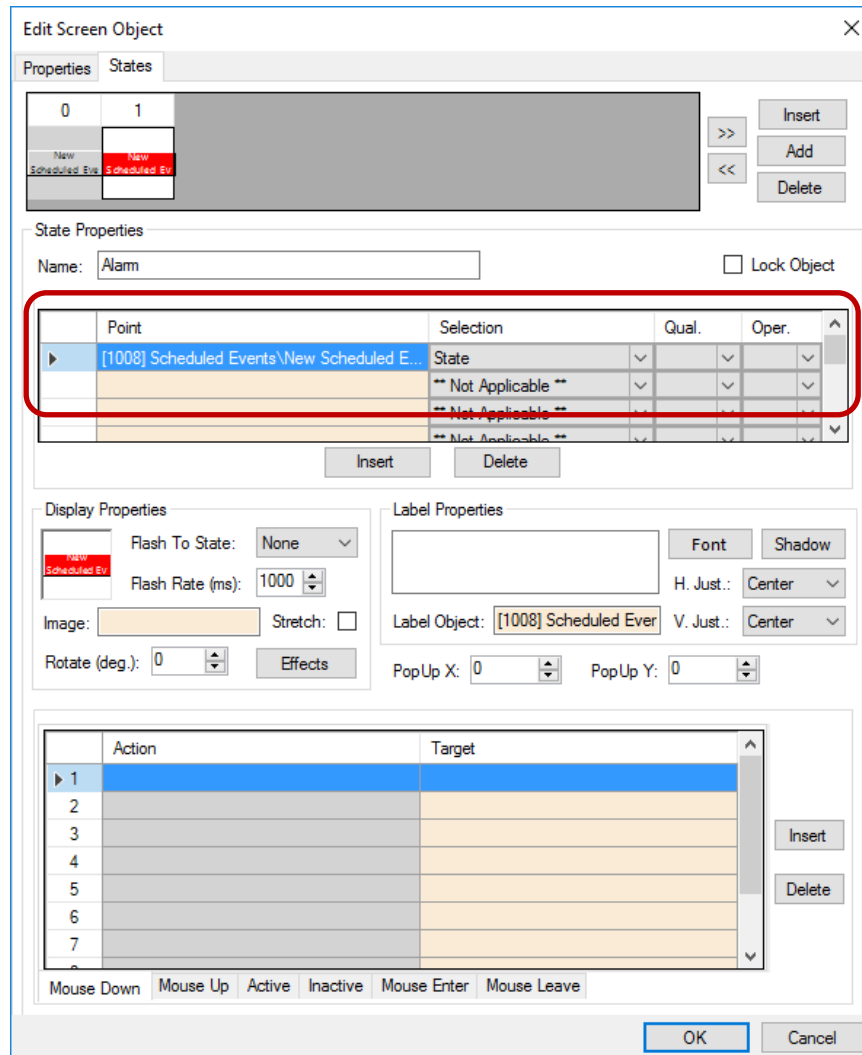 Edit Screen Object
Properties States
0 1
>> Insert
New New
Scheduled Eve Scheduled Ev
Add
<<
Delete
State Properties
Name: Alarm Lock Object
Point Selection Qual. Oper.
[1008] Scheduled Events\New Scheduled E... State
** Not Applicable **
** Not Applicable **
** Not Applicable **
Insert Delete
Display Properties Label Properties
Flash To State: None
Font Shadow
New
Scheduled Ev
Flash Rate (ms): 1000 H. Just.: Center
Image: Stretch: Label Object: [1008] Scheduled Ever V. Just.: Center
Rotate (deg.): 0 Effects PopUp X: 0 PopUp Y: 0
Action Target
1
2
3 Insert
4
5 Delete
6
7
Mouse Down Mouse Up Active Inactive Mouse Enter Mouse Leave
OK Cancel